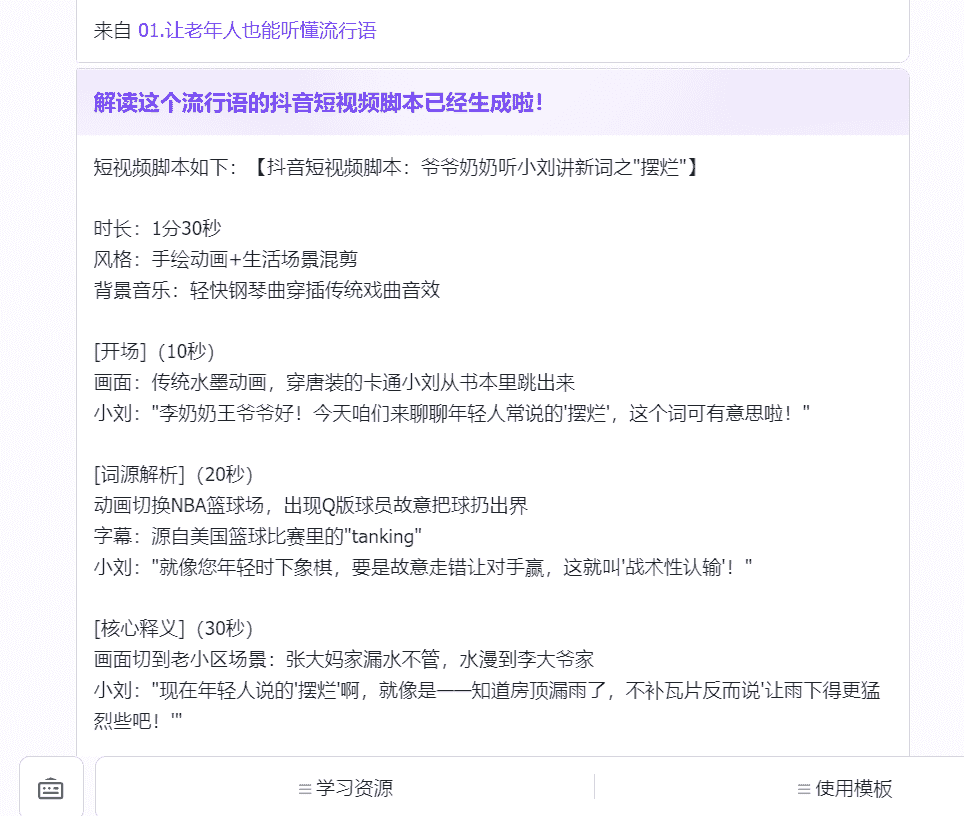 来自 01.让老年人也能听懂流行语
解读这个流行语的抖音短视频脚本已经生成啦！
短视频脚本如下：【抖音短视频脚本：爷爷奶奶听小刘讲新词之"摆烂"】
时长：1分30秒
风格：手绘动画+生活场景混剪
背景音乐：轻快钢琴曲穿插传统戏曲音效
[开场]（10秒）
画面：传统水墨动画，穿唐装的卡通小刘从书本里跳出来
小刘："李奶奶王爷爷好！今天咱们来聊聊年轻人常说的'摆烂'，这个词可有意思啦！"
[词源解析]（20秒）
动画切换NBA篮球场，出现Q版球员故意把球扔出界
字幕：源自美国篮球比赛里的"tanking"
小刘："就像您年轻时下象棋，要是故意走错让对手赢，这就叫'战术性认输'！"
[核心释义]（30秒）
画面切到老小区场景：张大妈家漏水不管，水漫到李大爷家
小刘："现在年轻人说的'摆烂'啊，就像是——知道房顶漏雨了，不补瓦片反而说'让雨下得更猛
烈些吧！'"
学习资源
使用模板